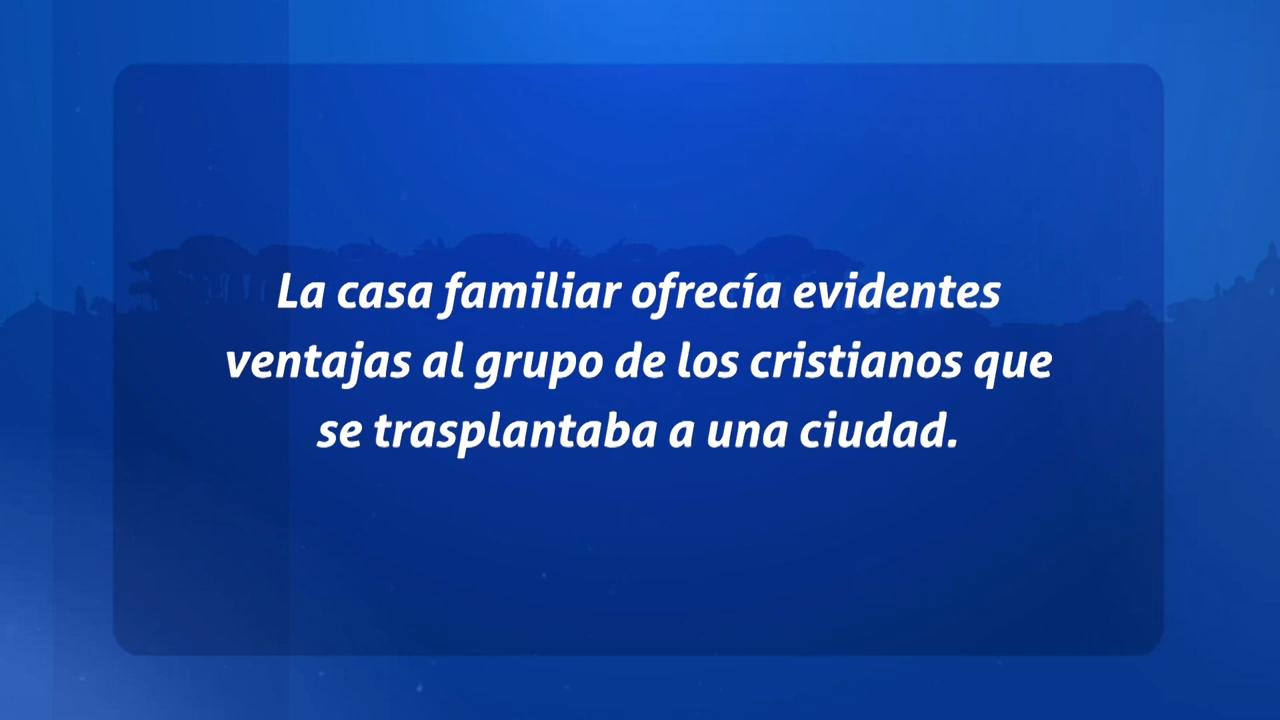 La casa familiar ofrecía evidentes
ventajas al grupo de los cristianos que
se trasplantaba a una ciudad.